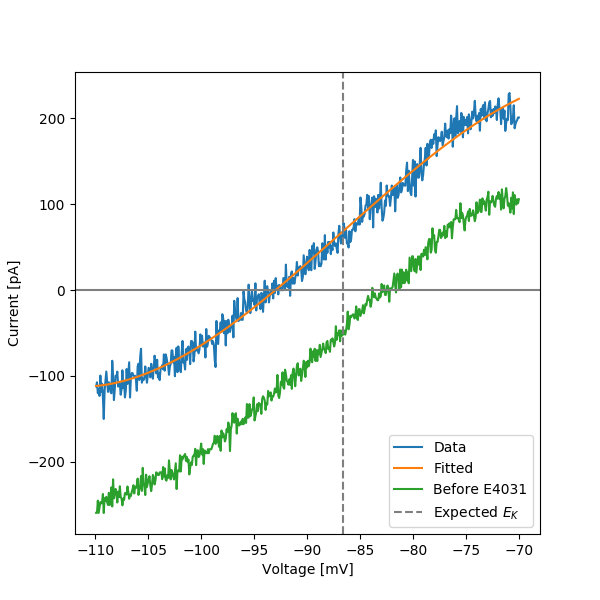 200
100
0
−100
−200
Current [pA]
−110
−105
−100
−95
−90
−85
−80
−75
−70
Voltage [mV]
Data
Fitted
Before E4031
Expected E_K